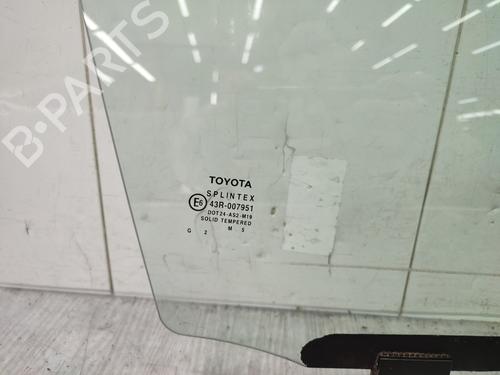 B-PARTS
TOYOTA
SPLINTEX
E6 43R-007951
DOT24-AS2-M19
SOLID TEMPERED
G 2 M 5